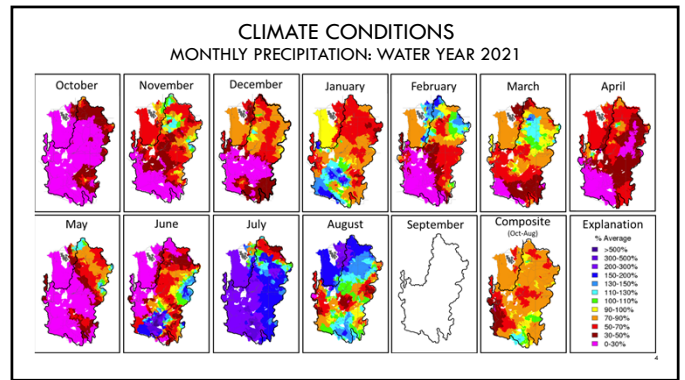 CLIMATE CONDITIONS
MONTHLY PRECIPITATION: WATER YEAR 2021
October
November
December
January
February
March
April
May
June
July
August
September
Composite
(Oct-Aug)
Explanation
% Average
>500%
300-500%
200-300%
150-200%
130-150%
110-130%
100-110%
90-100%
70-90%
50-70%
30-50%
0-30%
4